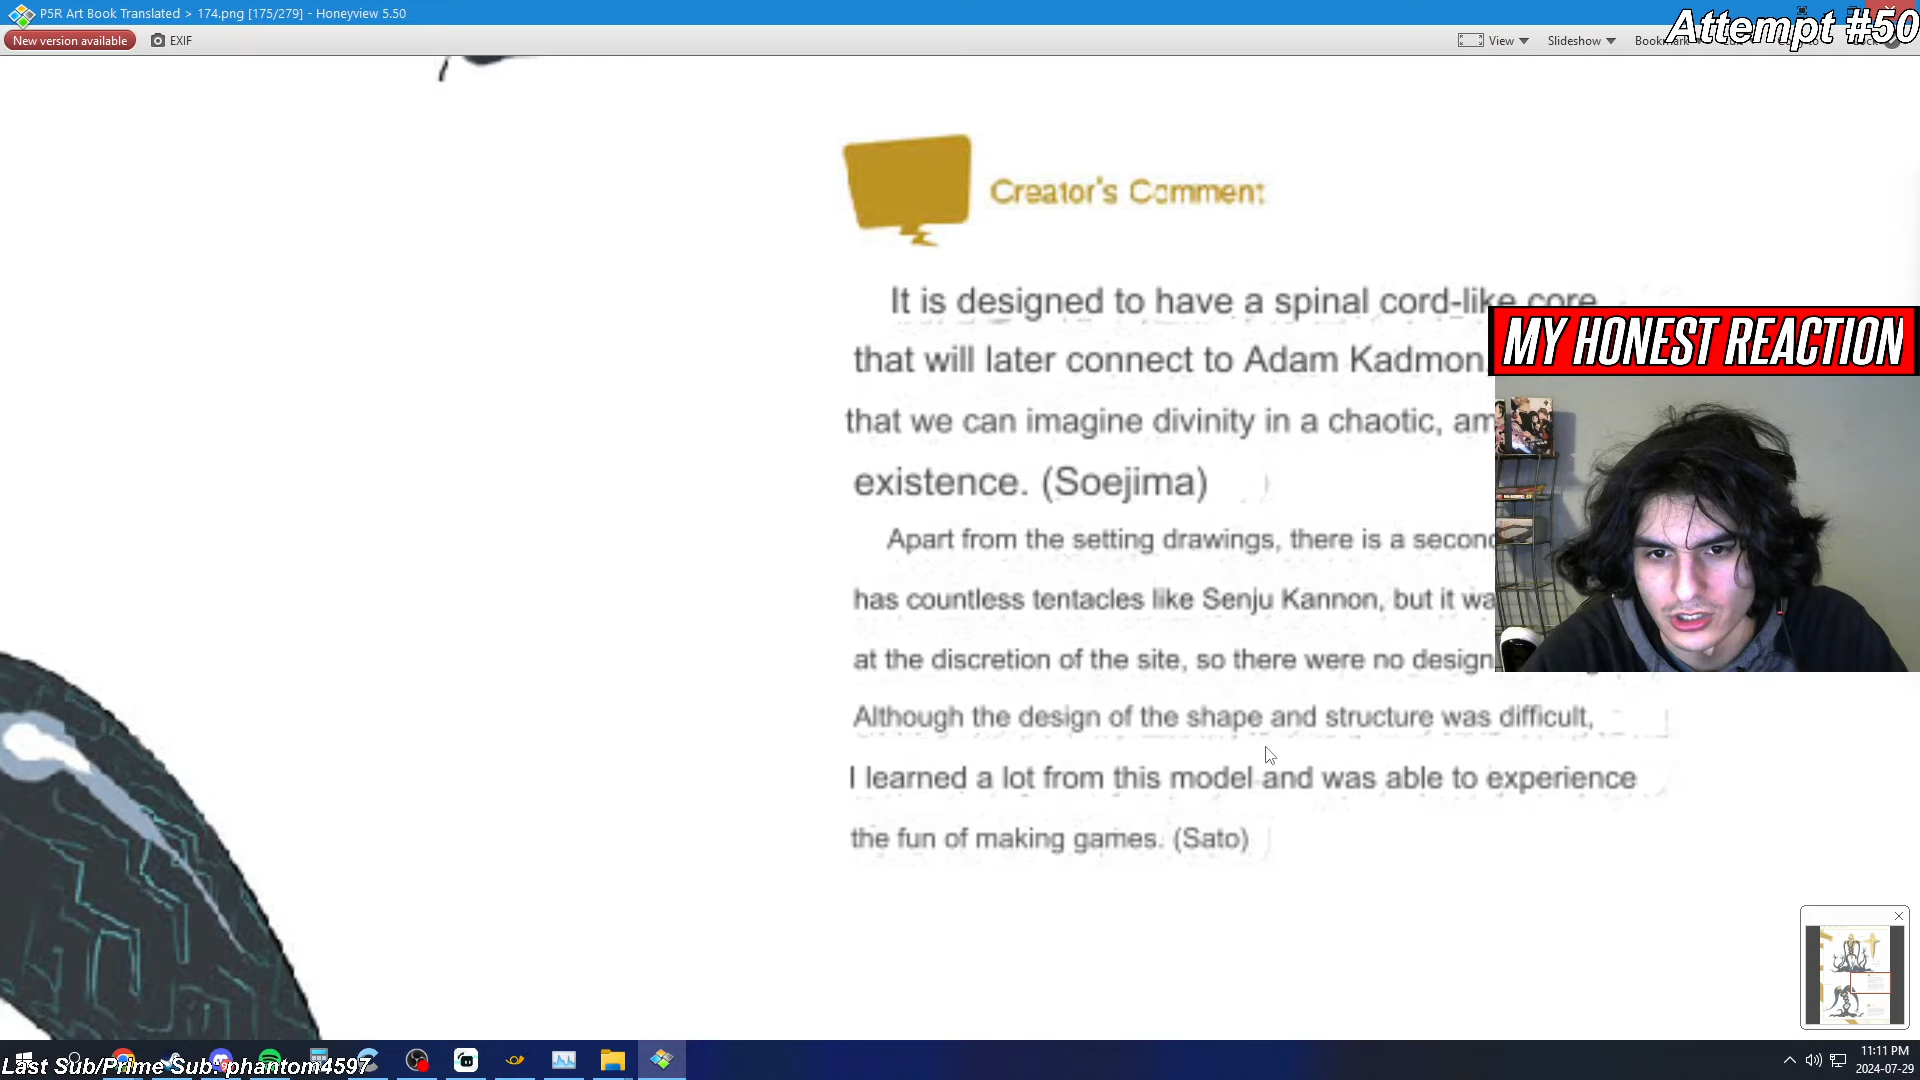 P5R Art Book Translated > 174.png [175/279] - Honeyview 5.50
Attempt #50
New version available
EXIF
View
Slideshow
Creator's Comment
It is designed to have a spinal cord-like core
that will later connect to Adam Kadmon,
that we can imagine divinity in a chaotic,
existence. (Soejima)
Apart from the setting drawings, there is a
has countless tentacles like Senju Kannon, but it
at the discretion of the site, so there were no
Although the design of the shape and structure was difficult,
I learned a lot from this model and was able to experience
the fun of making games. (Sato)
MY HONEST REACTION
Last Sub/Prime Sub: phantom4597
11:11 PM
2024-07-29